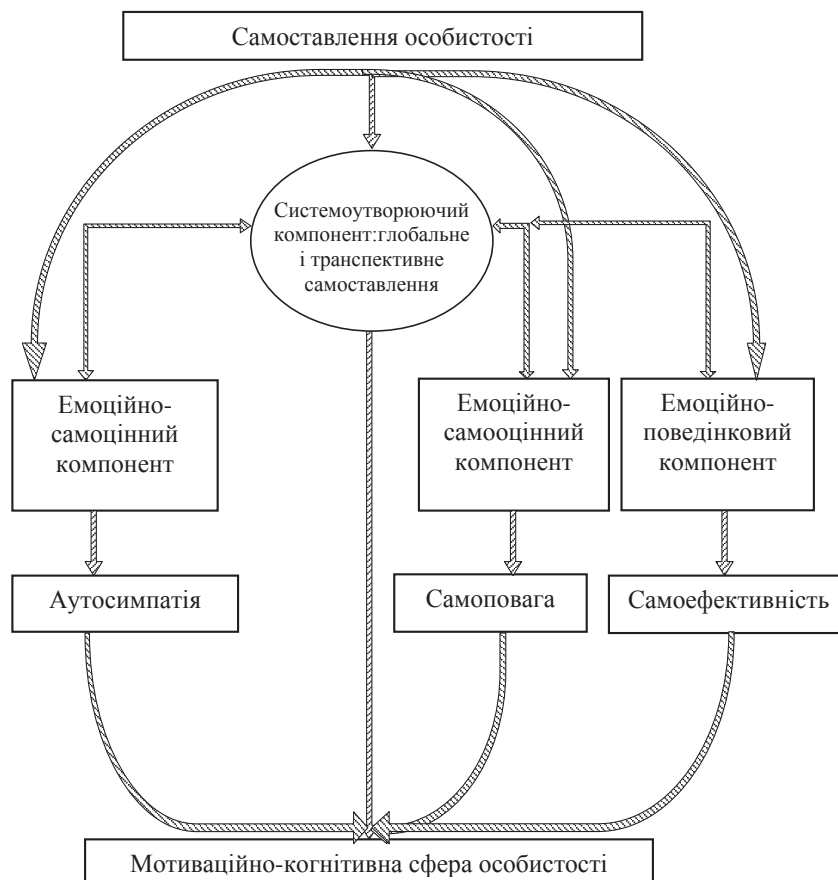 Самоставлення особистості
Системоутворюючий
компонент:глобальне
і транспективне
самоставлення
Емоційно-
самоцінний
компонент
Емоційно-
самооцінний
компонент
Емоційно-
поведінковий
компонент
Аутосимпатія
Самоповага
Самоефективність
Мотиваційно-когнітивна сфера особистості